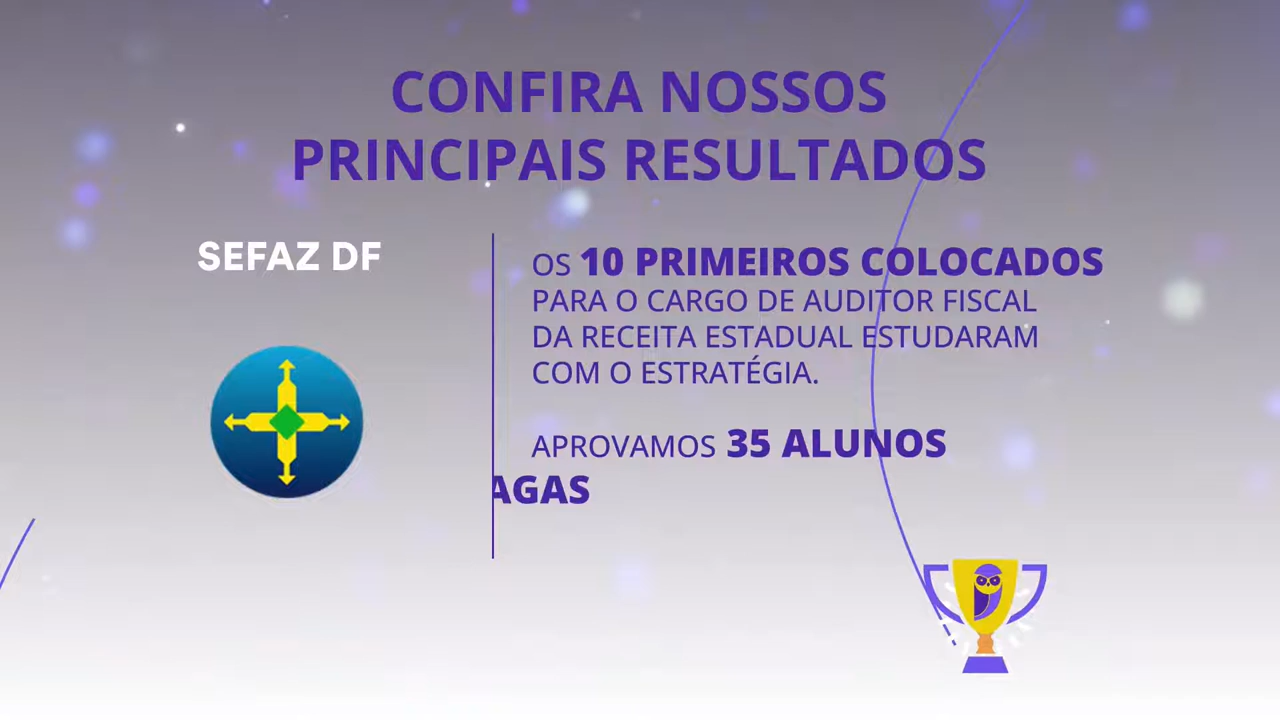 CONFIRA NOSSOS
PRINCIPAIS RESULTADOS
SEFAZ DF
OS 10 PRIMEIROS COLOCADOS
PARA O CARGO DE AUDITOR FISCAL
DA RECEITA ESTADUAL ESTUDARAM
COM O ESTRATÉGIA.
APROVAMOS 35 ALUNOS
AGAS